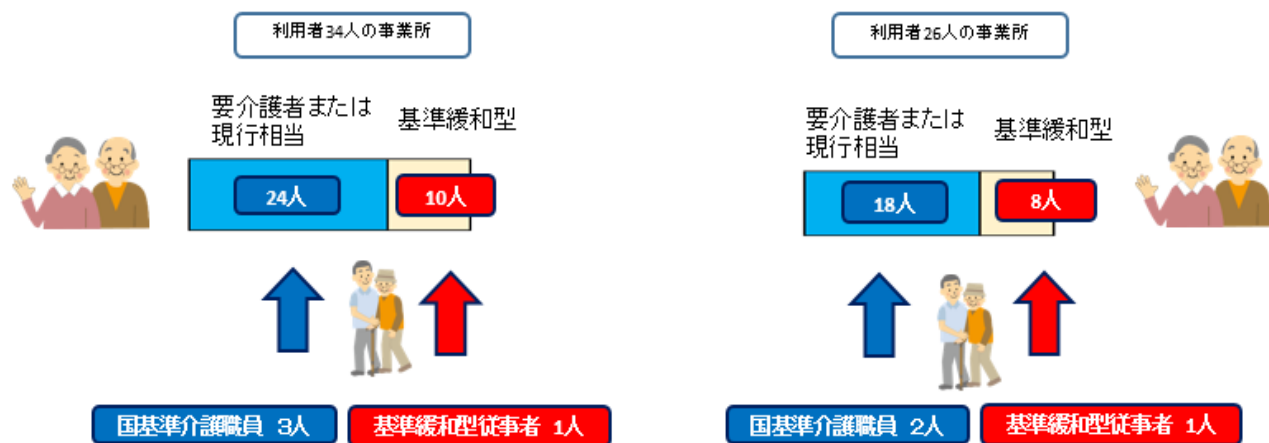 利用者34人の事業所
要介護者または
現行相当
基準緩和型
24人
10人
国基準介護職員 3人
基準緩和型従事者 1人
利用者26人の事業所
要介護者または
現行相当
基準緩和型
18人
8人
国基準介護職員 2人
基準緩和型従事者 1人